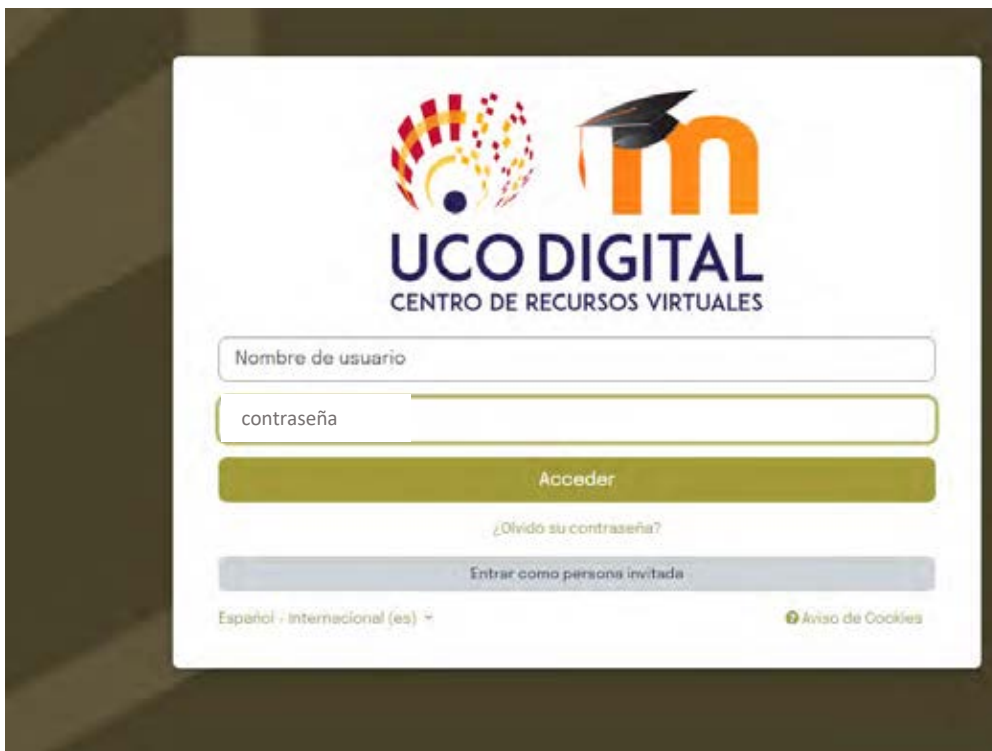 UCO DIGITAL
CENTRO DE RECURSOS VIRTUALES
Nombre de usuario
contraseña
Acceder
¿Olvidó su contraseña?
Entrar como persona invitada
Español - Internacional (es)
Aviso de Cookies